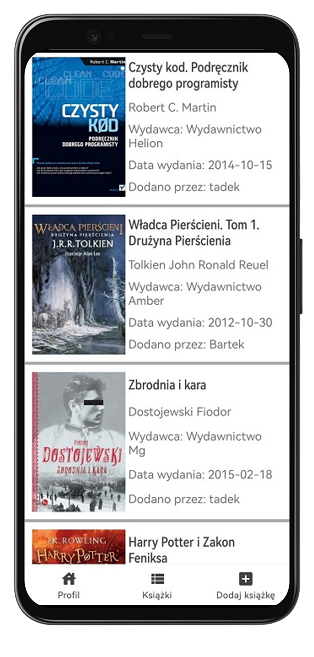 Robert C. Martin
CLEAN CODE
CZYSTY
KOD
PODRĘCZNIK
DOBREGO PROGRAMISTY
Czysty kod. Podręcznik
dobrego programisty
Robert C. Martin
Wydawca: Wydawnictwo
Helion
Data wydania: 2014-10-15
Dodano przez: tadek
WŁADCA PIERŚCIENI
DRUŻYNA PIERŚCIENIA
J.R.R.TOLKIEN
Ilustracje Alan Lee
Władca Pierścieni. Tom 1.
Drużyna Pierścienia
Tolkien John Ronald Reuel
Wydawca: Wydawnictwo
Amber
Data wydania: 2012-10-30
Dodano przez: Bartek
FIODOR
DOSTOJEWSKI
ZBRODNIA I KARA
Zbrodnia i kara
Dostojewski Fiodor
Wydawca: Wydawnictwo
Mg
Data wydania: 2015-02-18
Dodano przez: tadek
J.K. ROWLING
HARRY POTTER
Harry Potter i Zakon
Feniksa
Profil
Książki
Dodaj książkę